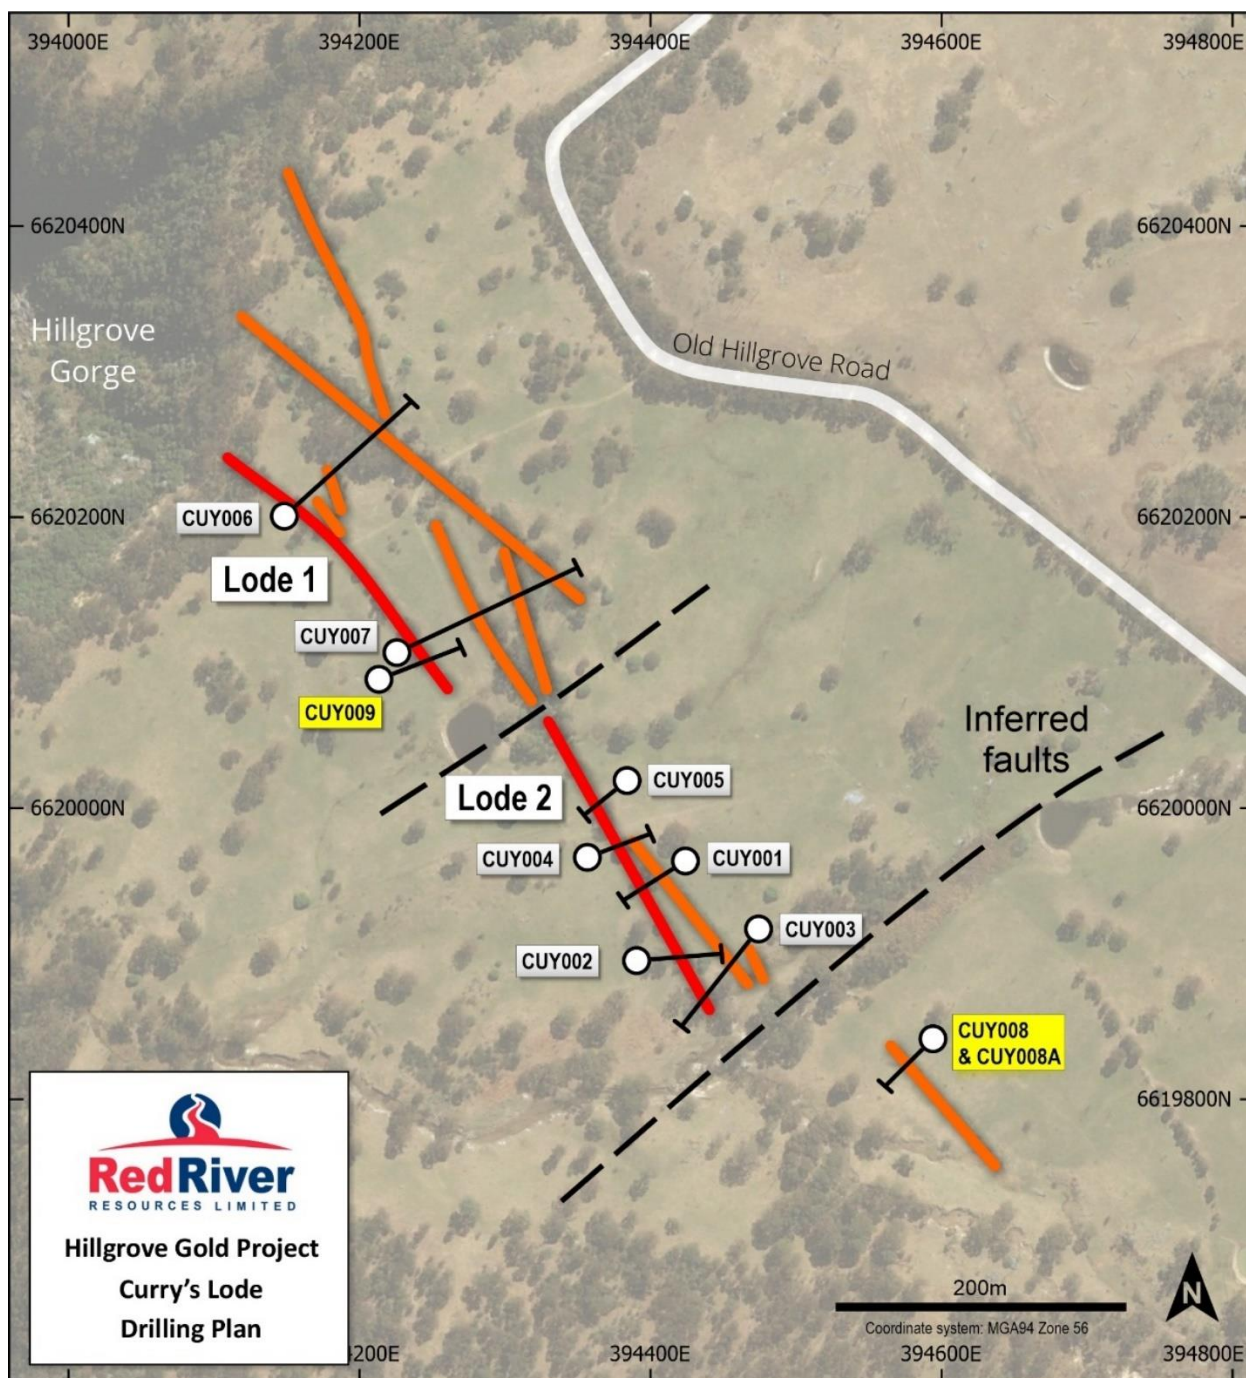 394000E
394200E
394400E
394600E
394800E
6620400N
6620400N
Hillgrove
Gorge
Old Hillgrove Road
CUY006
6620200N
6620200N
Lode 1
CUY007
CUY009
Inferred
faults
CUY005
Lode 2
6620000N
6620000N
CUY004
CUY001
CUY003
CUY002
CUY008
& CUY008A
6619800N
RedRiver
RESOURCES LIMITED
Hillgrove Gold Project
Curry’s Lode
Drilling Plan
200m
N
Coordinate system: MGA94 Zone 56
200E
394400E
394600E
394800E